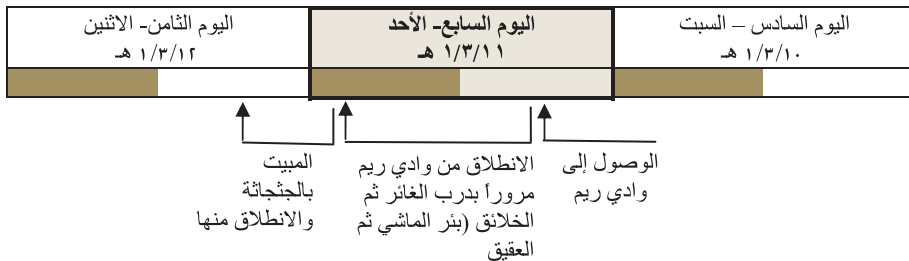 اليوم السادس – السبت
١/٣/١٠ هـ
اليوم السابع- الأحد
١/٣/١١ هـ
اليوم الثامن- الاثنين
١/٣/١٢ هـ
الوصول إلى
وادي ريم
الانطلاق من وادي ريم
مروراً بدرب الغائر ثم
الخلائق (بئر الماشي ثم
العقيق
المبيت
بالجثجاثة
والانطلاق منها